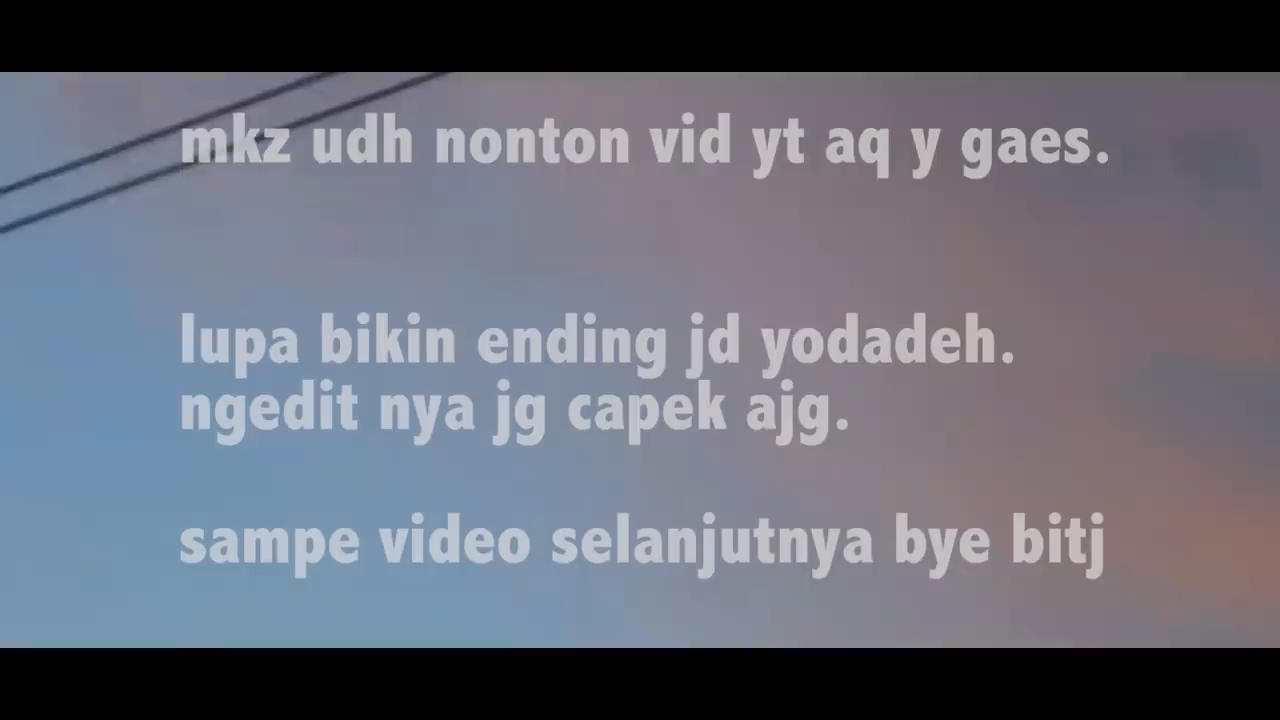 mkz udh nonton vid yt aq y gaes.
lupa bikin ending jd yodadeh.
ngedit nya jg capek ajg.
sampe video selanjutnya bye bitj